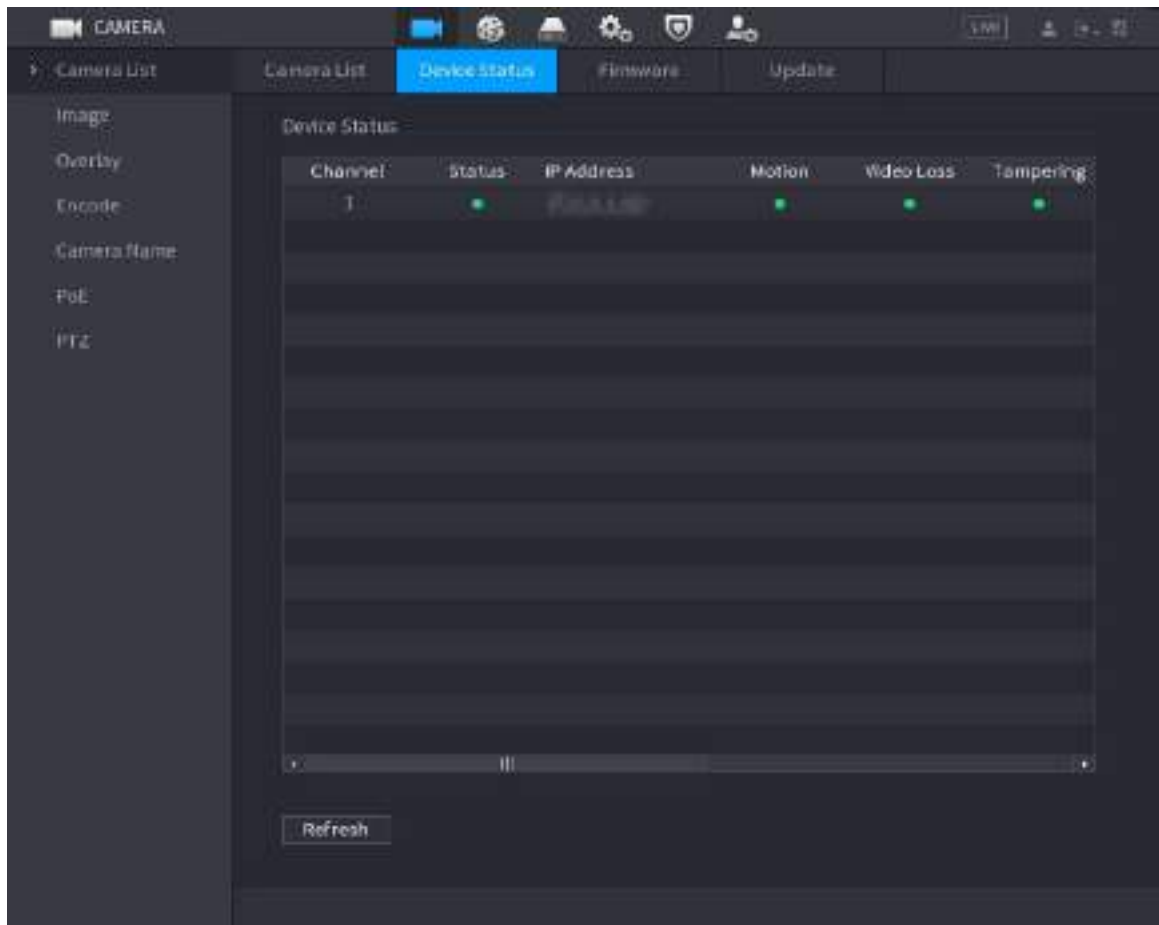 CAMERA LIVE
Camera List
Image
Overlay
Encode
Camera Name
PoE
PTZ
Camera List Device Status Firmware Update
Device Status
Channel Status IP Address Motion Video Loss Tampering
1
Refresh